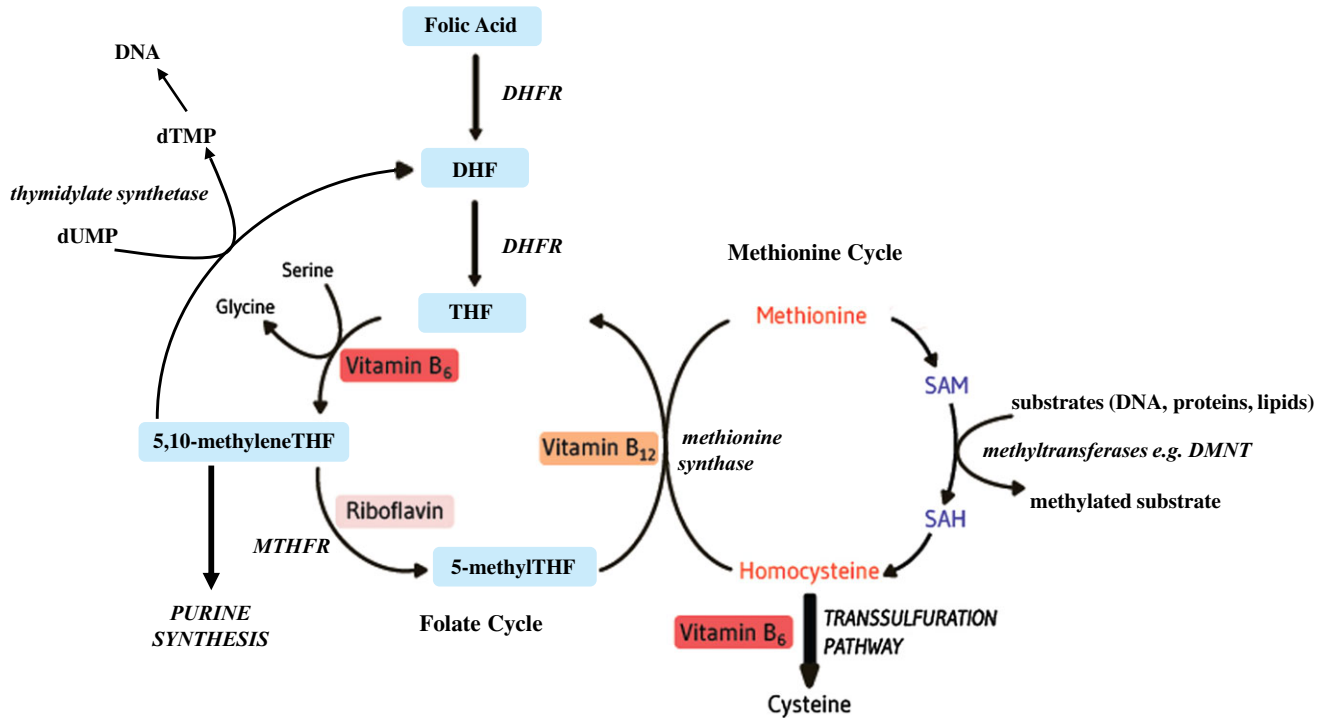 Folic Acid
DNA
DHFR
dTMP
DHF
thymidylate synthetase
dUMP
DHFR
Methionine Cycle
Serine
Glycine
THF
Methionine
Vitamin B6
SAM
substrates (DNA, proteins, lipids)
5,10-methyleneTHF
Vitamin B12
methionine
synthase
methyltransferases e.g. DMNT
methylated substrate
Riboflavin
SAH
MTHFR
5-methylTHF
Homocysteine
PURINE
SYNTHESIS
Folate Cycle
Vitamin B6
TRANSSULFURATION
PATHWAY
Cysteine